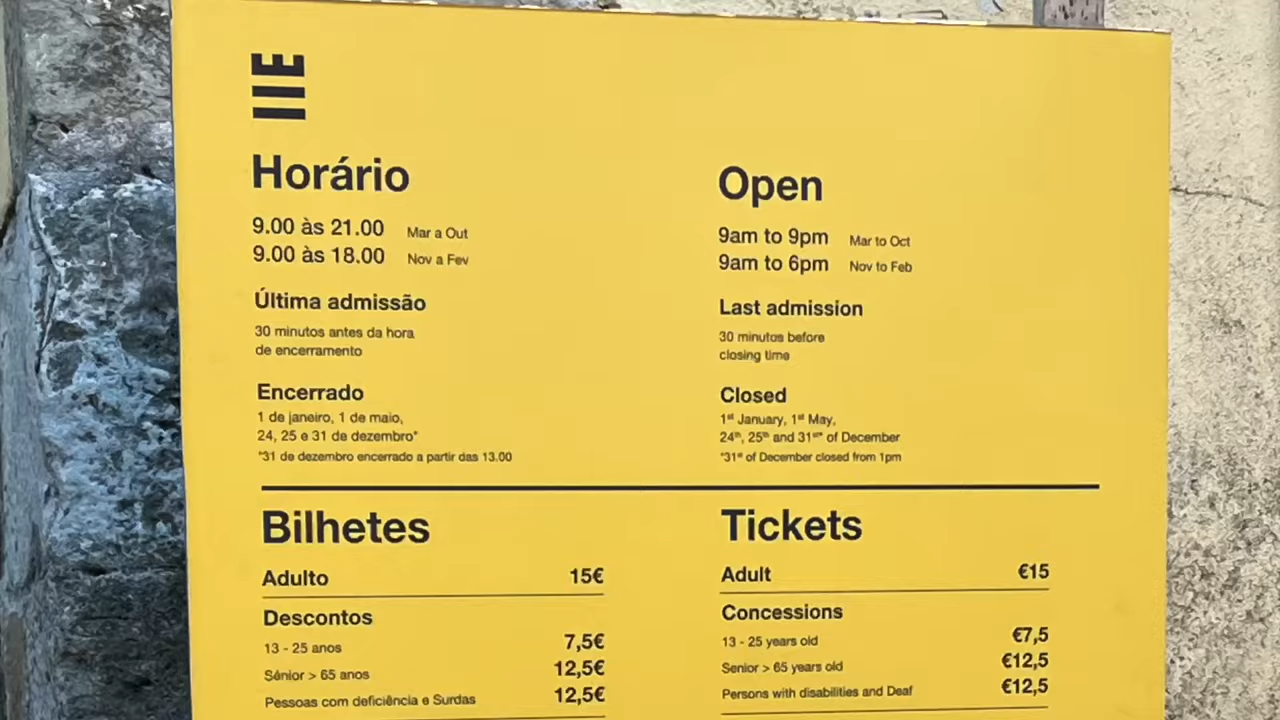 Horário
9.00 às 21.00 Mar a Out
9.00 às 18.00 Nov a Fev
Última admissão
30 minutos antes da hora
de encerramento
Encerrado
1 de janeiro, 1 de maio,
24, 25 e 31 de dezembro*
*31 de dezembro encerrado a partir das 13.00
Open
9am to 9pm Mar to Oct
9am to 6pm Nov to Feb
Last admission
30 minutos before
closing time
Closed
1st January, 1st May,
24th, 25th and 31st* of December
*31st of December closed from 1pm
Bilhetes
Adulto 15€
Descontos
13 - 25 anos 7,5€
Sénior > 65 anos 12,5€
Pessoas com deficiência e Surdas 12,5€
Tickets
Adult €15
Concessions
13 - 25 years old €7,5
Senior > 65 years old €12,5
Persons with disabilities and Deaf €12,5